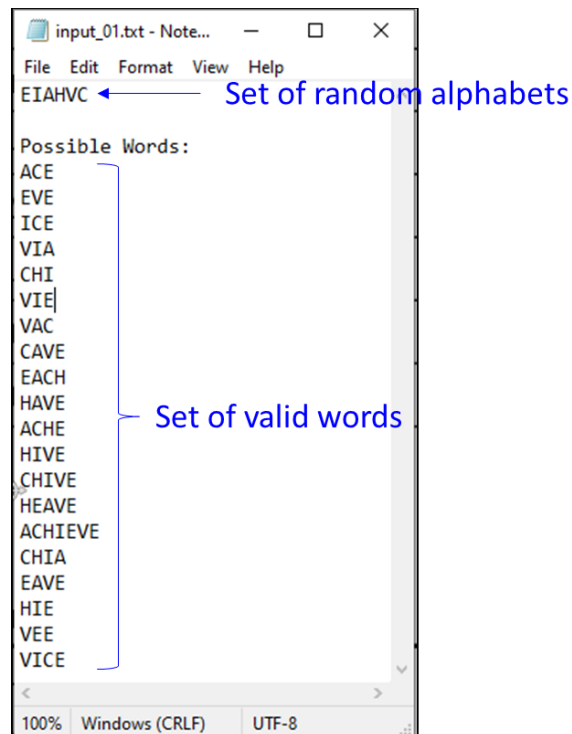 input_01.txt - Note...
File Edit Format View Help
EIAHVC
Set of random alphabets
Possible Words:
ACE
EVE
ICE
VIA
CHI
VIE
VAC
CAVE
EACH
HAVE
ACHE
Set of valid words
HIVE
CHIVE
HEAVE
ACHIEVE
CHIA
EAVE
HIE
VEE
VICE
100% Windows (CRLF) UTF-8